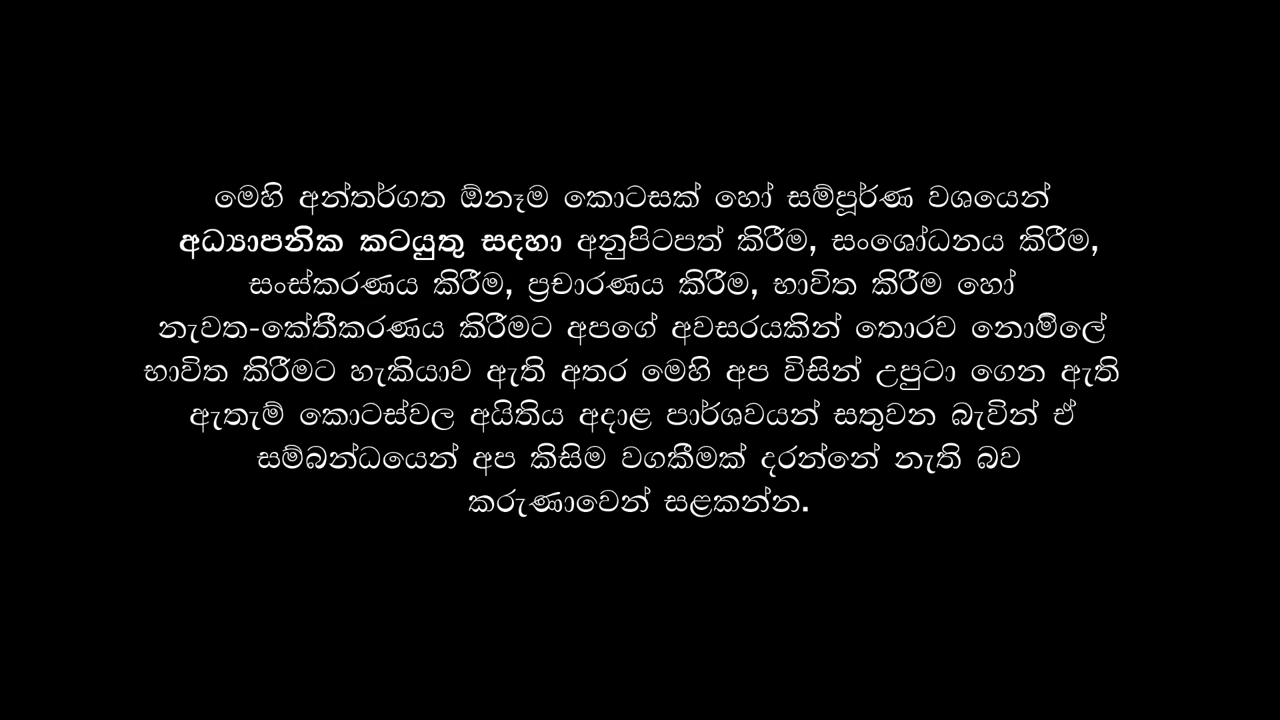 මෙහි අන්තර්ගත ඕනෑම කොටසක් හෝ සම්පූර්ණ වශයෙන්
අධ්‍යාපනික කටයුතු සදහා අනුපිටපත් කිරීම, සංශෝධනය කිරීම,
සංස්කරණය කිරීම, ප්‍රචාරණය කිරීම, භාවිත කිරීම හෝ
නැවත-කේතීකරණය කිරීමට අපගේ අවසරයකින් තොරව නොමිලේ
භාවිත කිරීමට හැකියාව ඇති අතර මෙහි අප විසින් උපුටා ගෙන ඇති
ඇතැම් කොටස්වල අයිතිය අදාළ පාර්ශවයන් සතුවන බැවින් ඒ
සම්බන්ධයෙන් අප කිසිම වගකීමක් දරන්නේ නැති බව
කරුණාවෙන් සළකන්න.